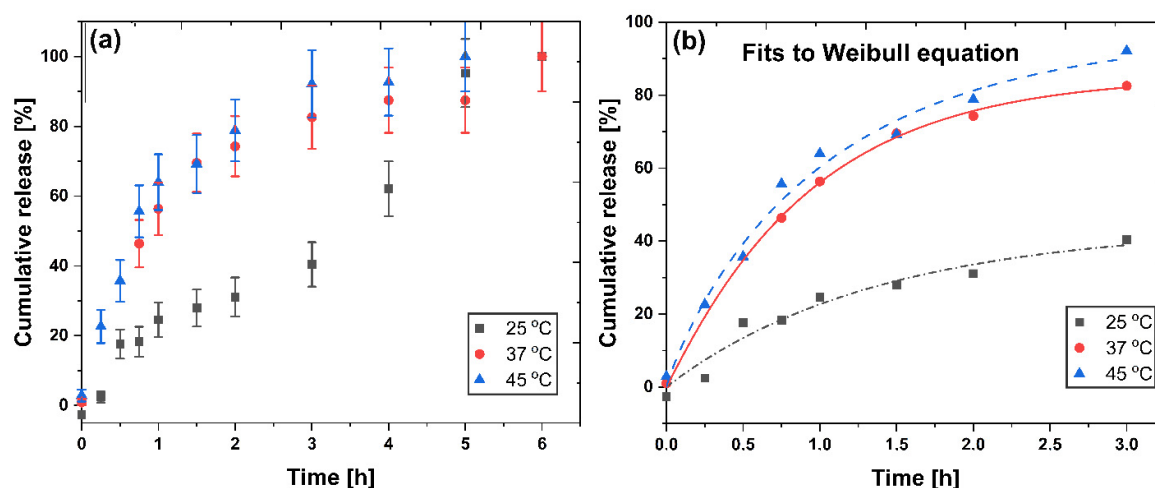 (a)
Cumulative release [%]
100
80
60
40
20
0
25 °C
37 °C
45 °C
0 1 2 3 4 5 6
Time [h]
(b)
Fits to Weibull equation
Cumulative release [%]
100
80
60
40
20
0
25 °C
37 °C
45 °C
0.0 0.5 1.0 1.5 2.0 2.5 3.0
Time [h]